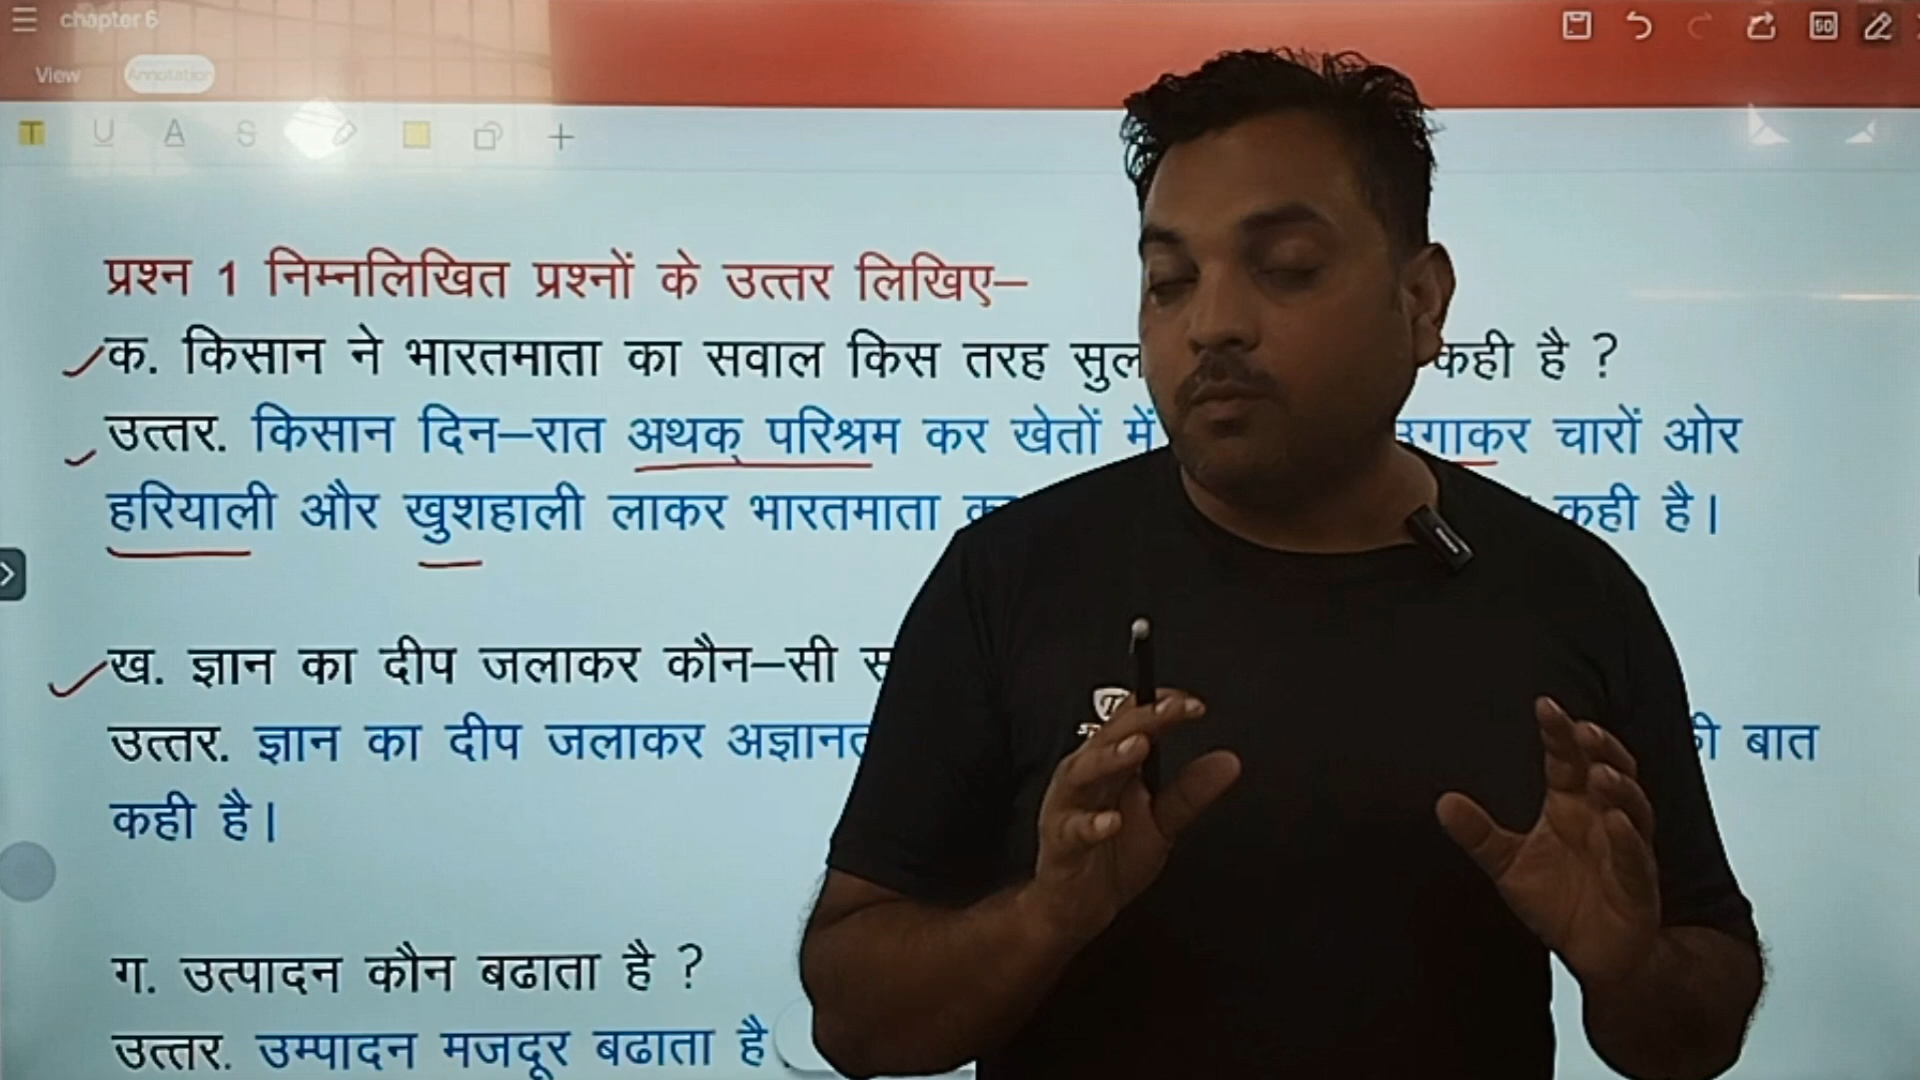 chapter 6
View Annotation
T U A S
50
प्रश्न 1 निम्नलिखित प्रश्नों के उत्तर लिखिए–
क. किसान ने भारतमाता का सवाल किस तरह कही है ?
उत्तर. किसान दिन–रात अथक परिश्रम कर खेतों में उगाकर चारों ओर
हरियाली और खुशहाली लाकर भारतमाता कही है।
ख. ज्ञान का दीप जलाकर कौन–सी
उत्तर. ज्ञान का दीप जलाकर बात
कही है।
ग. उत्पादन कौन बढाता है ?
उत्तर. उम्पादन मजदूर बढाता है